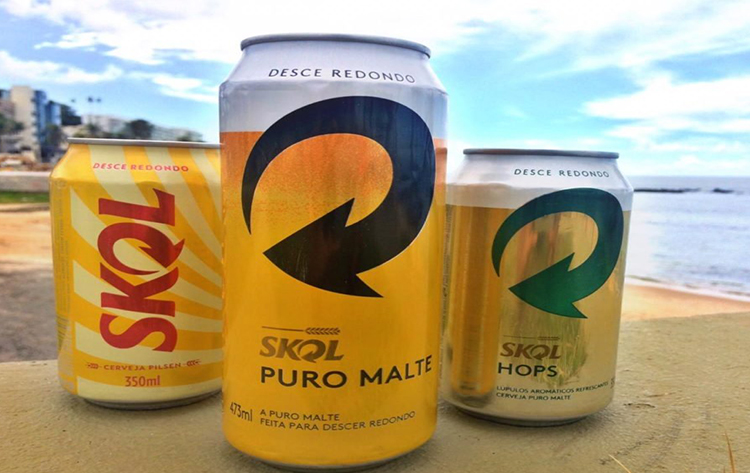 DESCE REDONDO
SKOL
CERVEJA PILSEN
350ml
DESCE REDONDO
SKOL
PURO MALTE
473ml
A PURO MALTE
FEITA PARA DESCER REDONDO
DESCE REDONDO
SKOL
HOPS
LÚPULOS AROMÁTICOS REFRESCANTES
CERVEJA PURO MALTE